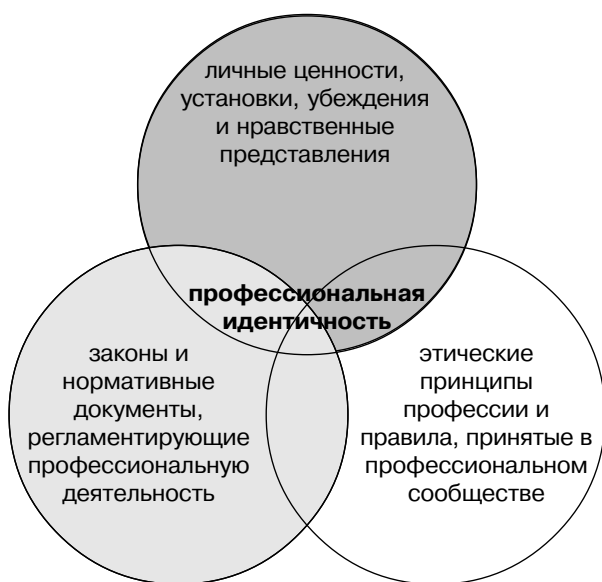 личные ценности,
установки, убеждения
и нравственные
представления
профессиональная
идентичность
законы и
нормативные
документы,
регламентирующие
профессиональную
деятельность
этические
принципы
профессии и
правила, принятые в
профессиональном
сообществе